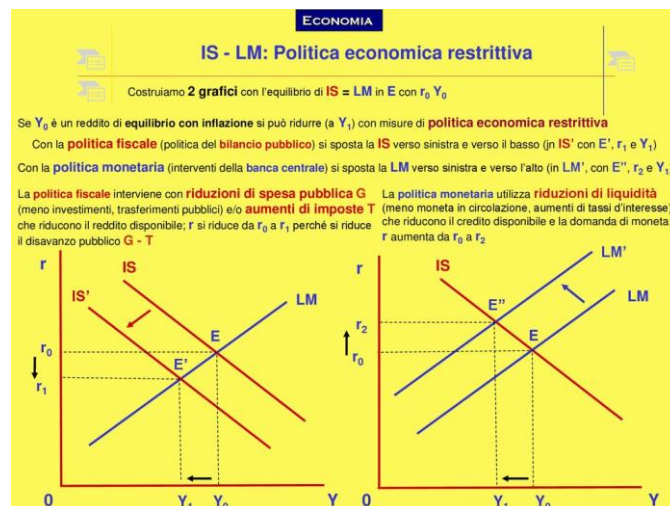 ECONOMIA
IS - LM: Politica economica restrittiva
Costruiamo 2 grafici con l'equilibrio di IS = LM in E con r0 Y0
Se Y0 è un reddito di equilibrio con inflazione si può ridurre (a Y1) con misure di politica economica restrittiva
Con la politica fiscale (politica del bilancio pubblico) si sposta la IS verso sinistra e verso il basso (jn IS' con E', r1 e Y1)
Con la politica monetaria (interventi della banca centrale) si sposta la LM verso sinistra e verso l'alto (in LM', con E", r2 e Y1
La politica fiscale interviene con riduzioni di spesa pubblica G
(meno investimenti, trasferimenti pubblici) e/o aumenti di imposte T
che riducono il reddito disponibile; r si riduce da r0 a r1 perché si riduce
il disavanzo pubblico G - T
La politica monetaria utilizza riduzioni di liquidità
(meno moneta in circolazione, aumenti di tassi d'interesse)
che riducono il credito disponibile e la domanda di moneta
r aumenta da r0 a r2
r
IS
IS'
LM
E
E'
r0
r1
0
Y1
Y0
Y
r
IS
LM'
LM
E"
E
r2
r0
0
Y1
Y0
Y